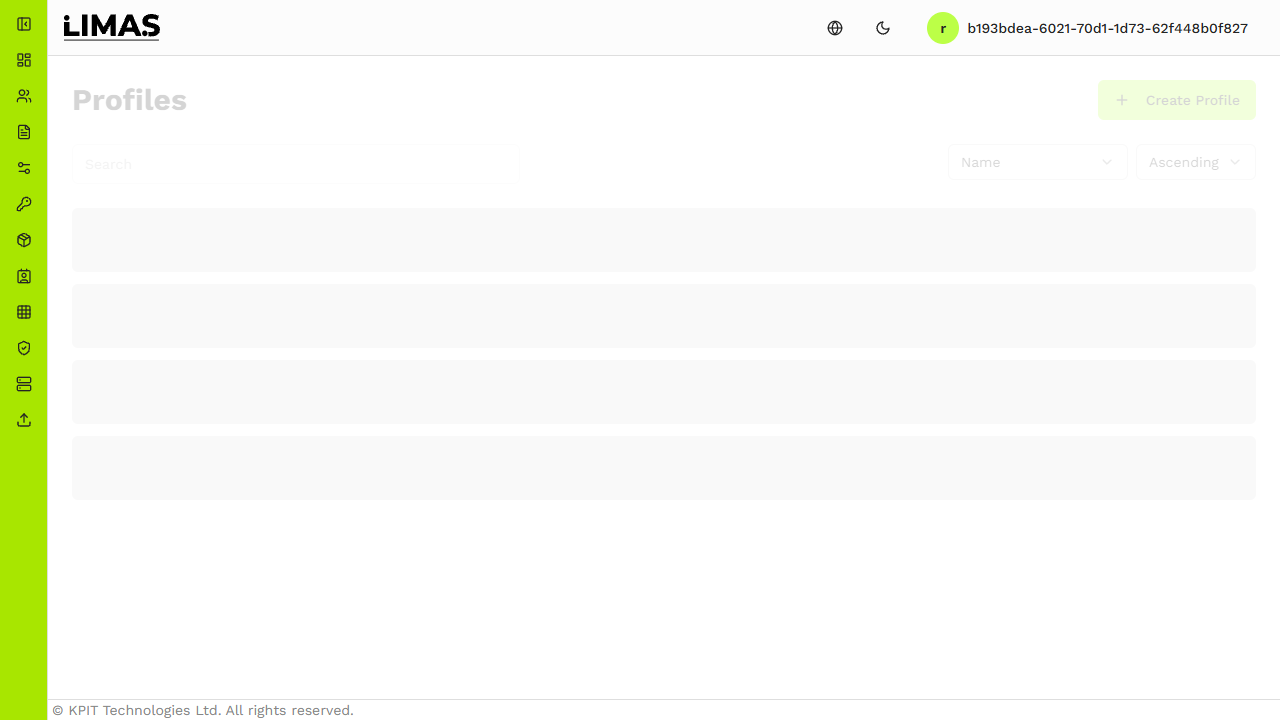 LIMAS
r
b193bdea-6021-70d1-1d73-62f448b0f827
Profiles
Create Profile
Search
Name
Ascending
© KPIT Technologies Ltd. All rights reserved.